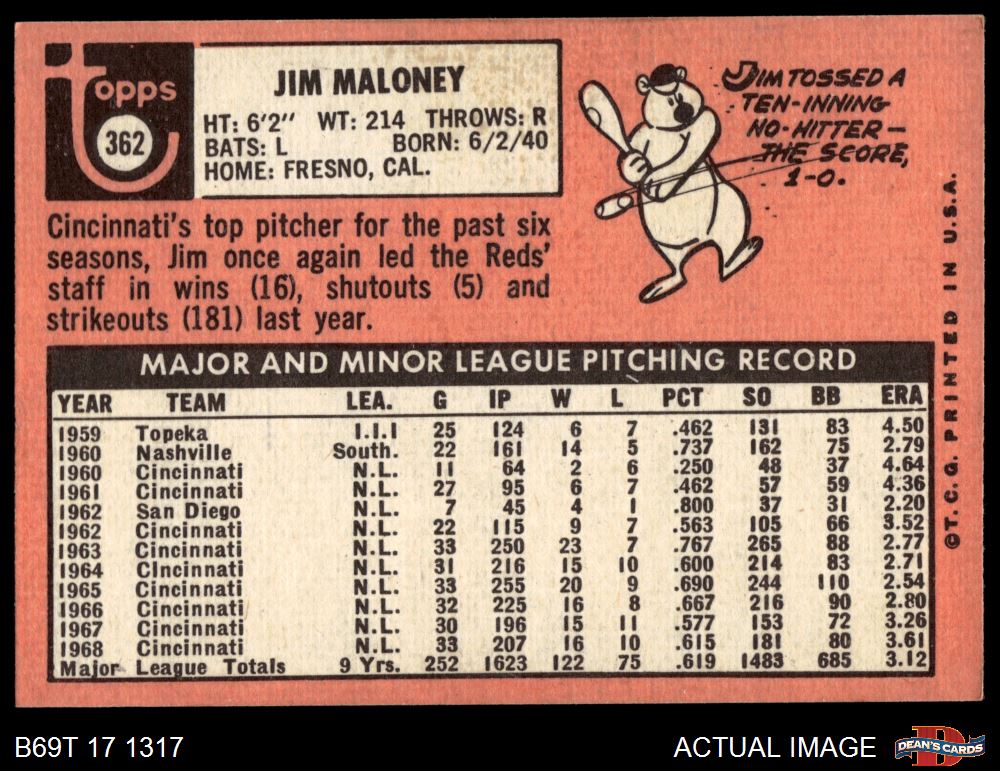 Topps
362
JIM MALONEY
HT: 6'2" WT: 214 THROWS: R
BATS: L BORN: 6/2/40
HOME: FRESNO, CAL.
JIM TOSSED A
TEN-INNING
NO-HITTER—
THE SCORE,
1-0.
Cincinnati's top pitcher for the past six
seasons, Jim once again led the Reds'
staff in wins (16), shutouts (5) and
strikeouts (181) last year.
MAJOR AND MINOR LEAGUE PITCHING RECORD
YEAR TEAM LEA. G IP W L PCT SO BB ERA
1959 Topeka I.I.I 25 124 6 7 .462 131 83 4.50
1960 Nashville South. 22 161 14 5 .737 162 75 2.79
1960 Cincinnati N.L. 11 64 2 6 .250 48 37 4.64
1961 Cincinnati N.L. 27 95 6 7 .462 57 59 4.36
1962 San Diego N.L. 7 45 4 1 .800 37 31 2.20
1962 Cincinnati N.L. 22 115 9 7 .563 105 66 3.52
1963 Cincinnati N.L. 33 250 23 7 .767 265 88 2.77
1964 Cincinnati N.L. 31 216 15 10 .600 214 83 2.71
1965 Cincinnati N.L. 33 255 20 9 .690 244 110 2.54
1966 Cincinnati N.L. 32 225 16 8 .667 216 90 2.80
1967 Cincinnati N.L. 30 196 15 11 .577 153 72 3.26
1968 Cincinnati N.L. 33 207 16 10 .615 181 80 3.61
Major League Totals 9 Yrs. 252 1623 122 75 .619 1483 685 3.12
©T.C.G. PRINTED IN U.S.A.
B69T 17 1317
ACTUAL IMAGE
DEAN'S CARDS